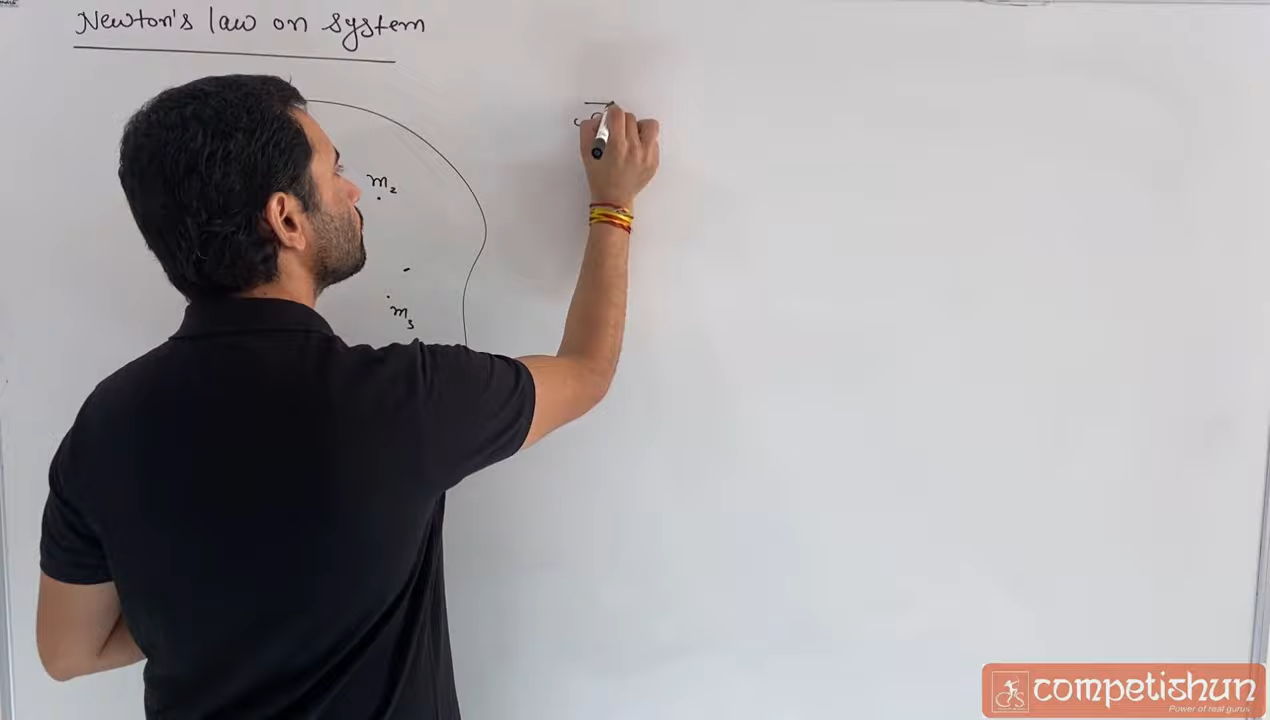 Newton's law on system
m₂
m₃
competishun
Power of real gurus